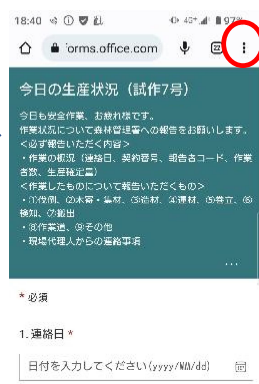 18:40
4G+ 97%
forms.office.com
今日の生産状況（試作7号）
今日も安全作業、お疲れ様です。
作業状況について森林管理署への報告をお願いします。
＜必ず報告いただく内容＞
・作業の概況（連絡日、契約番号、報告者コード、作業
者数、生産確定量）
＜作業したものについて報告いただくもの＞
・①伐倒、②木寄・集材、③造材、④運材、⑤巻立、⑥
検知、⑦搬出
・⑧作業道、⑨その他
・現場代理人からの連絡事項
...
* 必須
1. 連絡日 *
日付を入力してください(yyyy/MM/dd)